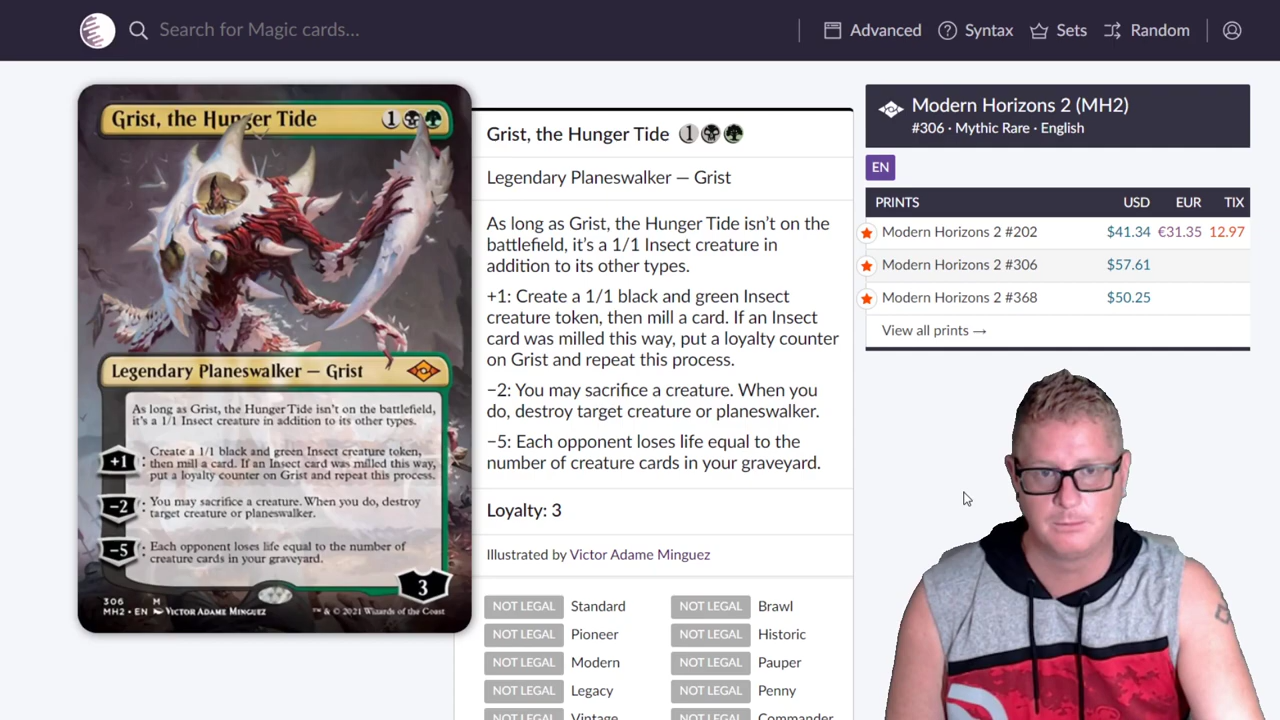 Search for Magic cards...
Advanced
Syntax
Sets
Random
Grist, the Hunger Tide 1
Legendary Planeswalker — Grist
As long as Grist, the Hunger Tide isn't on the battlefield,
it's a 1/1 Insect creature in addition to its other types.
+1 : Create a 1/1 black and green Insect creature token,
then mill a card. If an Insect card was milled this way,
put a loyalty counter on Grist and repeat this process.
−2 : You may sacrifice a creature. When you do, destroy
target creature or planeswalker.
−5 : Each opponent loses life equal to the number of
creature cards in your graveyard.
3
306 M
MH2 • EN VICTOR ADAME MINGUEZ ™ & © 2021 Wizards of the Coast
Grist, the Hunger Tide 1
Legendary Planeswalker — Grist
As long as Grist, the Hunger Tide isn’t on the
battlefield, it’s a 1/1 Insect creature in
addition to its other types.
+1: Create a 1/1 black and green Insect
creature token, then mill a card. If an Insect
card was milled this way, put a loyalty counter
on Grist and repeat this process.
−2: You may sacrifice a creature. When you
do, destroy target creature or planeswalker.
−5: Each opponent loses life equal to the
number of creature cards in your graveyard.
Loyalty: 3
Illustrated by Victor Adame Minguez
NOT LEGAL Standard NOT LEGAL Brawl
NOT LEGAL Pioneer NOT LEGAL Historic
NOT LEGAL Modern NOT LEGAL Pauper
NOT LEGAL Legacy NOT LEGAL Penny
NOT LEGAL Vintage NOT LEGAL Commander
Modern Horizons 2 (MH2)
#306 · Mythic Rare · English
EN
PRINTS USD EUR TIX
Modern Horizons 2 #202 $41.34 €31.35 12.97
Modern Horizons 2 #306 $57.61
Modern Horizons 2 #368 $50.25
View all prints →